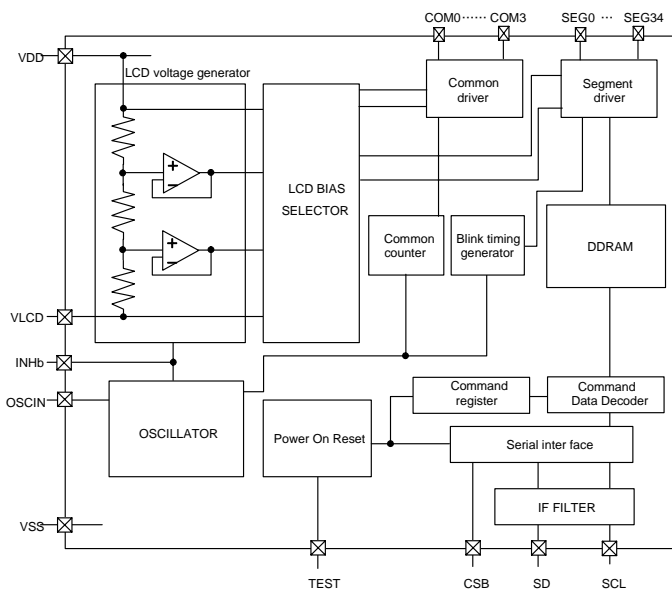 COM0 ······ COM3
SEG0 ··· SEG34
VDD
LCD voltage generator
Common
driver
Segment
driver
+
−
LCD BIAS
SELECTOR
+
−
Common
counter
Blink timing
generator
DDRAM
VLCD
INHb
OSCIN
OSCILLATOR
Power On Reset
Command
register
Command
Data Decoder
Serial inter face
IF FILTER
VSS
TEST
CSB
SD
SCL